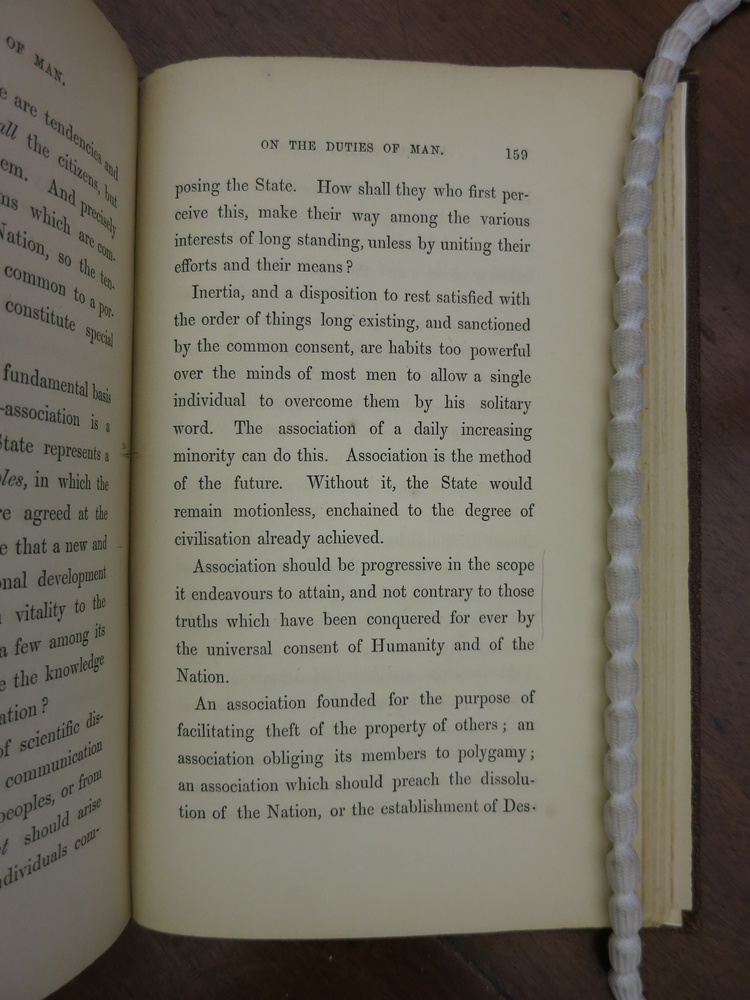 OF MAN.
e are tendencies and
all the citizens, but
em. And precisely
ns which are com-
Nation, so the ten-
common to a por-
constitute special
fundamental basis
-association is a
State represents a
les, in which the
re agreed at the
e that a new and
onal development
vitality to the
a few among its
e the knowledge
ation?
of scientific dis-
communication
peoples, or from
t should arise
dividuals com-
ON THE DUTIES OF MAN. 159
posing the State. How shall they who first per-
ceive this, make their way among the various
interests of long standing, unless by uniting their
efforts and their means?
Inertia, and a disposition to rest satisfied with
the order of things long existing, and sanctioned
by the common consent, are habits too powerful
over the minds of most men to allow a single
individual to overcome them by his solitary
word. The association of a daily increasing
minority can do this. Association is the method
of the future. Without it, the State would
remain motionless, enchained to the degree of
civilisation already achieved.
Association should be progressive in the scope
it endeavours to attain, and not contrary to those
truths which have been conquered for ever by
the universal consent of Humanity and of the
Nation.
An association founded for the purpose of
facilitating theft of the property of others; an
association obliging its members to polygamy;
an association which should preach the dissolu-
tion of the Nation, or the establishment of Des-